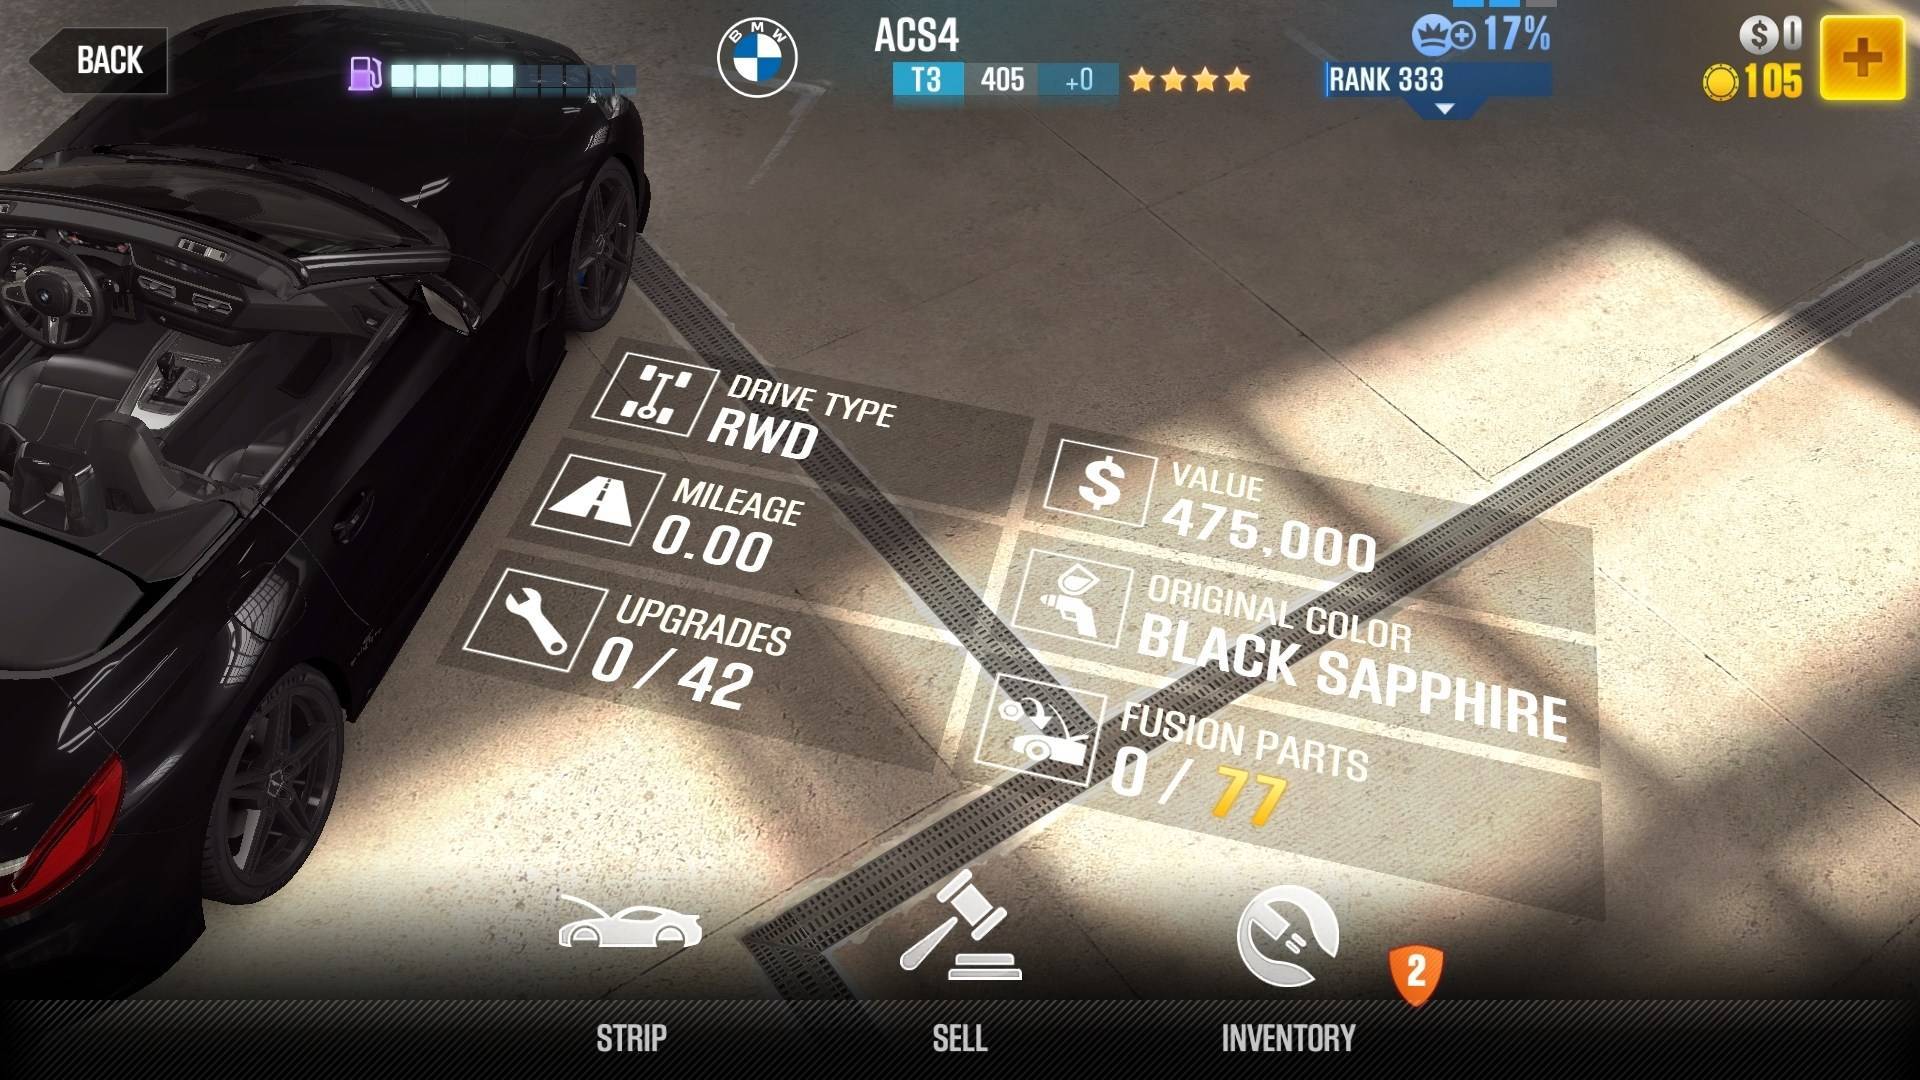 BACK
BMW
ACS4
T3 405 +0
17%
RANK 333
$ 0
105
+
DRIVE TYPE
RWD
MILEAGE
0.00
UPGRADES
0 / 42
$
VALUE
475,000
ORIGINAL COLOR
BLACK SAPPHIRE
FUSION PARTS
0 / 77
2
STRIP
SELL
INVENTORY